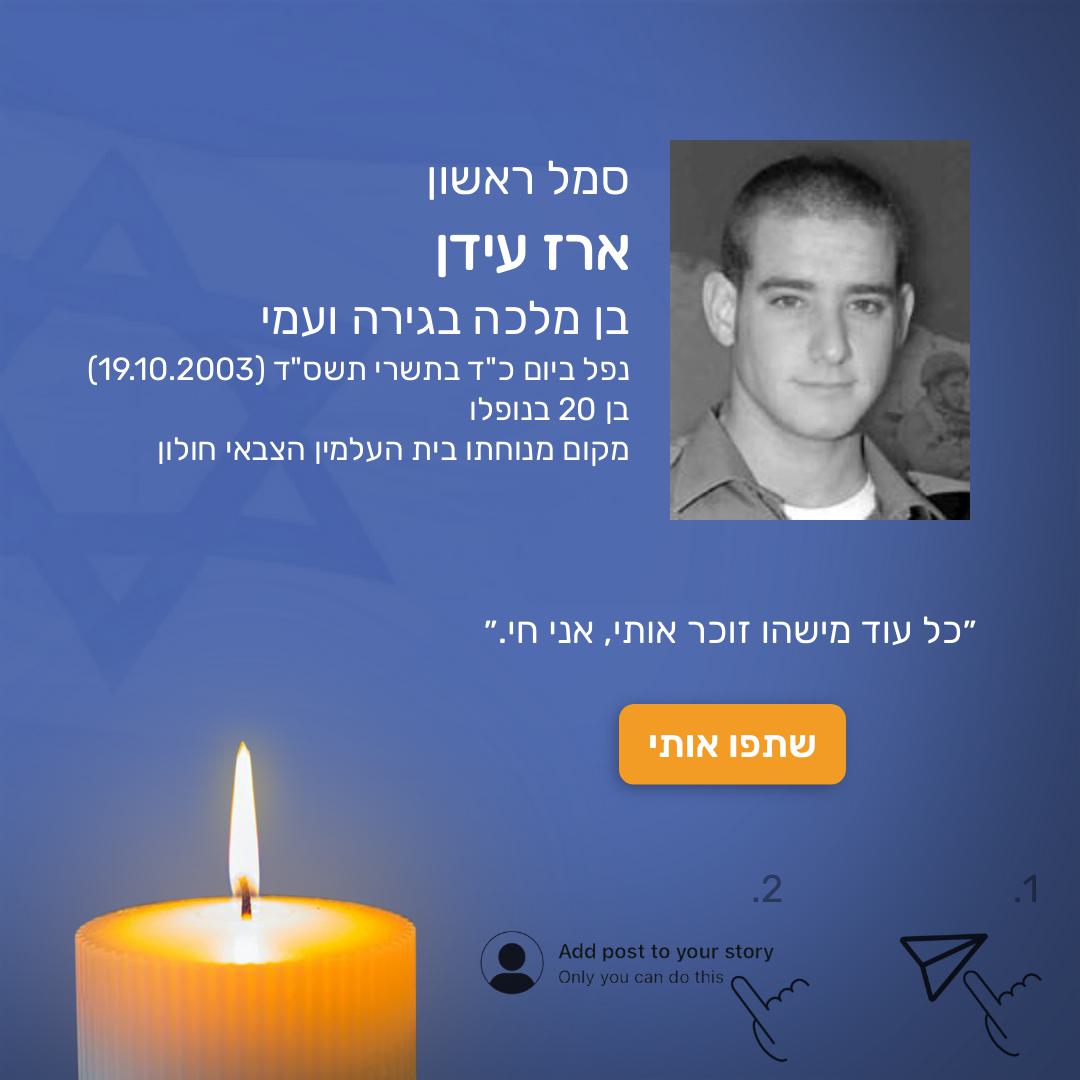 סמל ראשון
ארז עידן
בן מלכה בגירה ועמי
נפל ביום כ"ד בתשרי תשס"ד (19.10.2003)
בן 20 בנופלו
מקום מנוחתו בית העלמין הצבאי חולון
״כל עוד מישהו זוכר אותי, אני חי.״
שתפו אותי
1.
2.
Add post to your story
Only you can do this